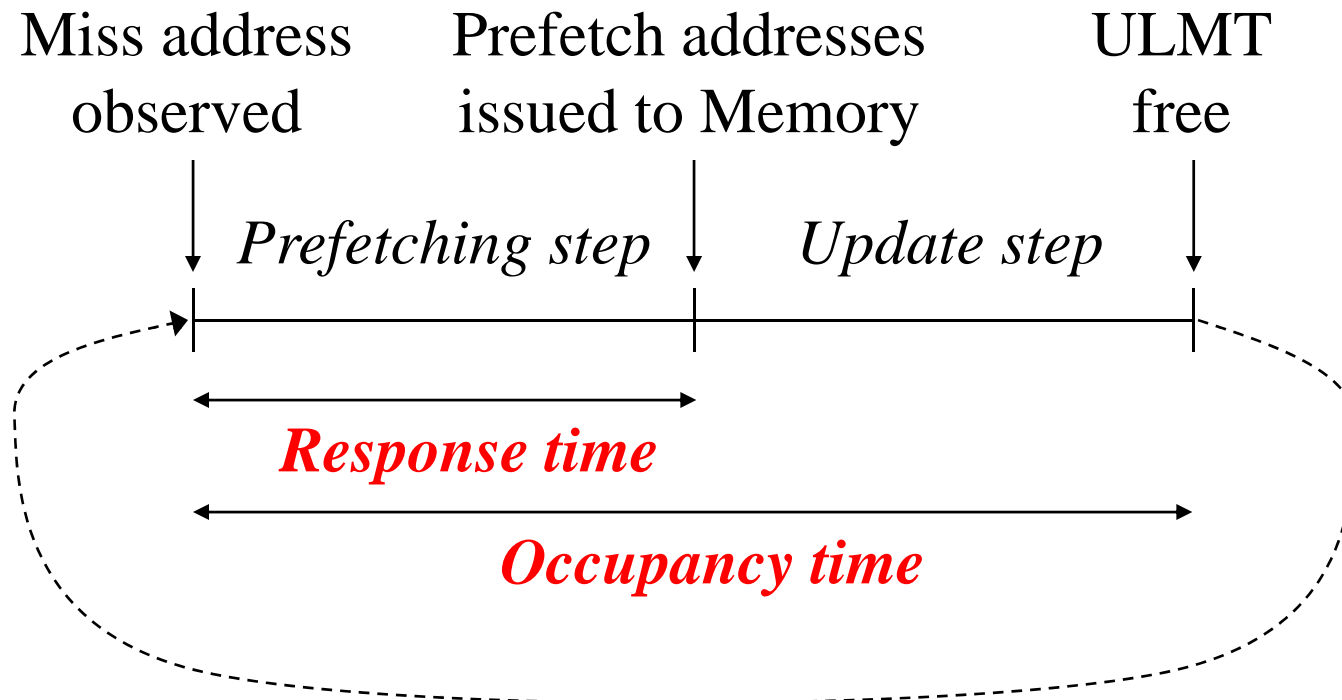 Miss address
observed
Prefetch addresses
issued to Memory
ULMT
free
Prefetching step
Update step
Response time
Occupancy time